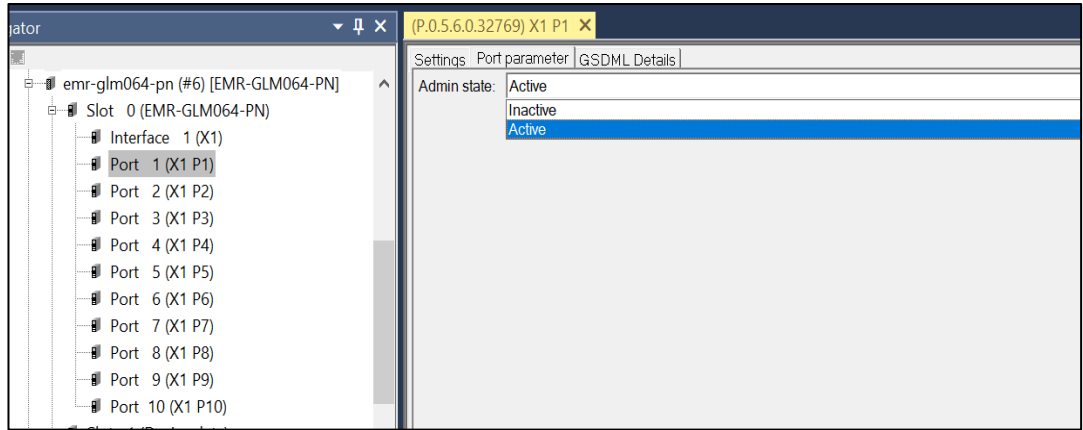 gator
emr-glm064-pn (#6) [EMR-GLM064-PN]
Slot 0 (EMR-GLM064-PN)
Interface 1 (X1)
Port 1 (X1 P1)
Port 2 (X1 P2)
Port 3 (X1 P3)
Port 4 (X1 P4)
Port 5 (X1 P5)
Port 6 (X1 P6)
Port 7 (X1 P7)
Port 8 (X1 P8)
Port 9 (X1 P9)
Port 10 (X1 P10)
(P.0.5.6.0.32769) X1 P1
Settings Port parameter GSDML Details
Admin state: Active
Inactive
Active